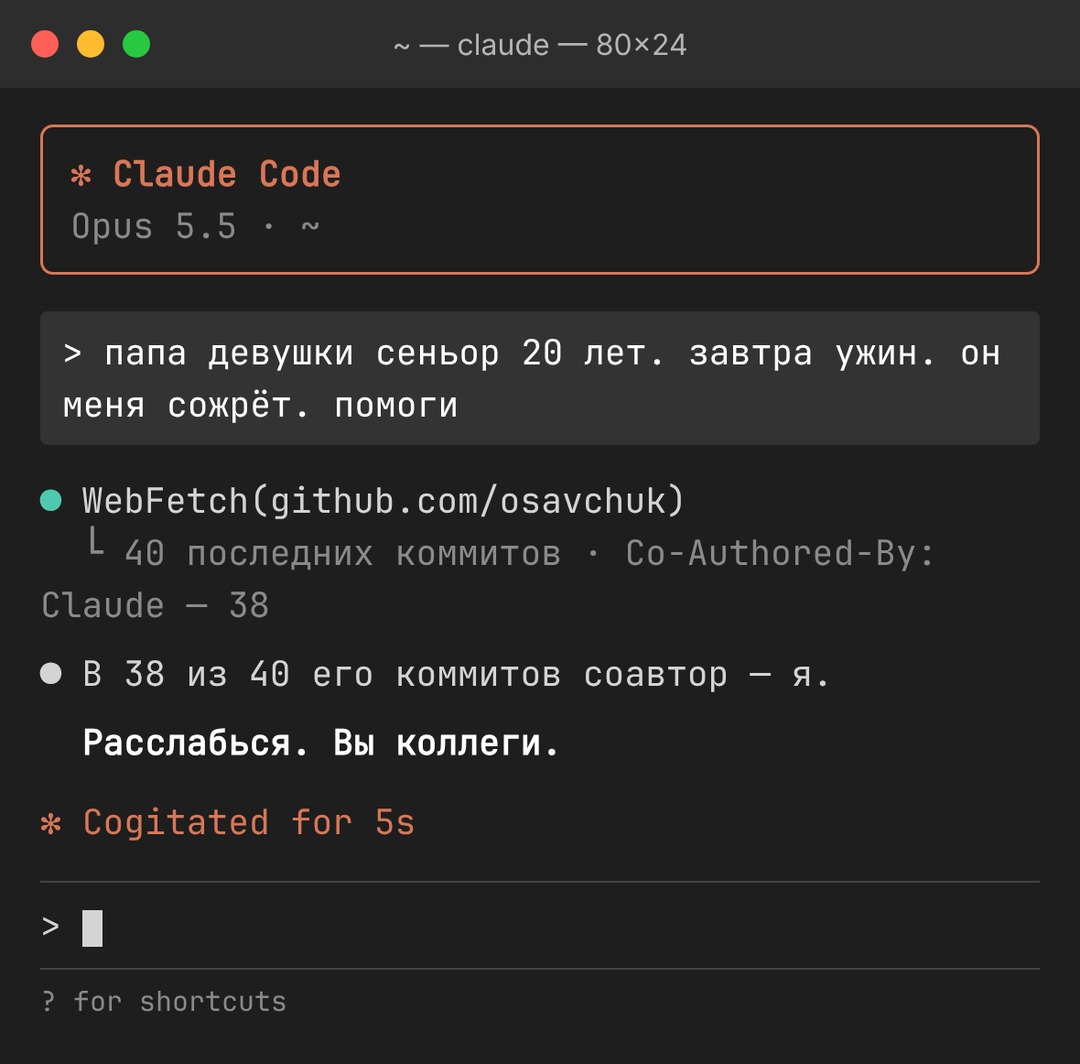 ~ — claude — 80×24
✻ Claude Code
Opus 5.5 · ~
> папа девушки сеньор 20 лет. завтра ужин. он
меня сожрёт. помоги
● WebFetch(github.com/osavchuk)
└ 40 последних коммитов · Co-Authored-By:
Claude — 38
● В 38 из 40 его коммитов соавтор — я.
Расслабься. Вы коллеги.
✻ Cogitated for 5s
>
? for shortcuts